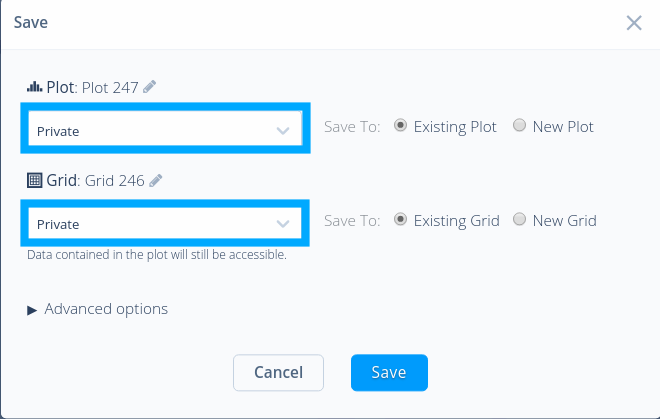 Save
Plot: Plot 247
Private
Save To: Existing Plot New Plot
Grid: Grid 246
Private
Save To: Existing Grid New Grid
Data contained in the plot will still be accessible.
Advanced options
Cancel Save